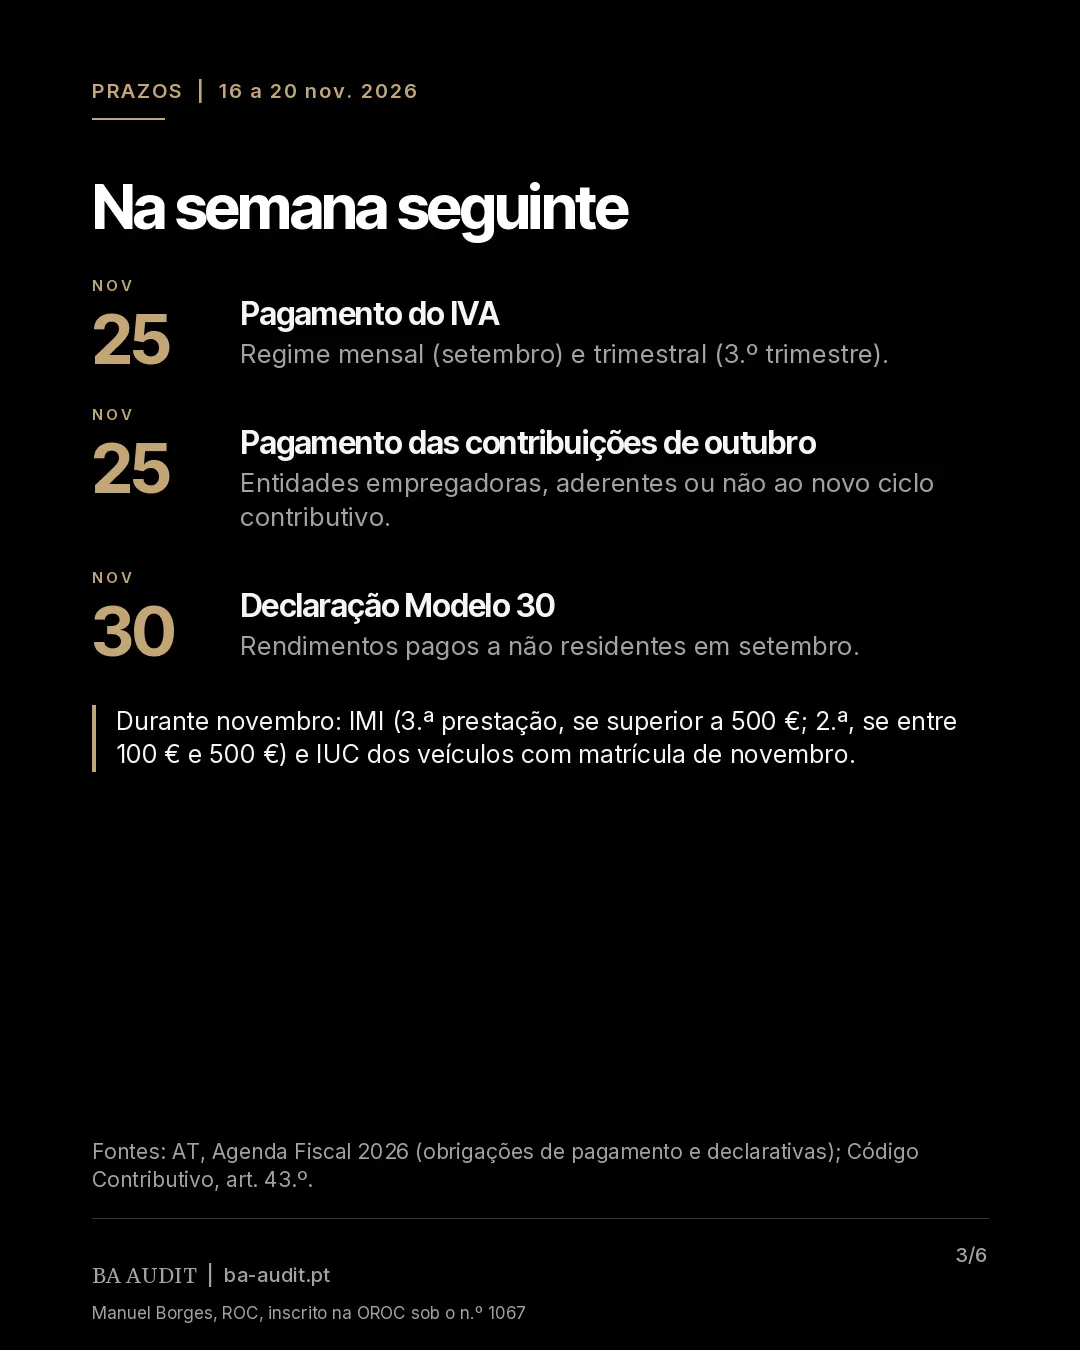 PRAZOS | 16 a 20 nov. 2026
Na semana seguinte
NOV
25
Pagamento do IVA
Regime mensal (setembro) e trimestral (3.º trimestre).
NOV
25
Pagamento das contribuições de outubro
Entidades empregadoras, aderentes ou não ao novo ciclo
contributivo.
NOV
30
Declaração Modelo 30
Rendimentos pagos a não residentes em setembro.
Durante novembro: IMI (3.ª prestação, se superior a 500 €; 2.ª, se entre
100 € e 500 €) e IUC dos veículos com matrícula de novembro.
Fontes: AT, Agenda Fiscal 2026 (obrigações de pagamento e declarativas); Código
Contributivo, art. 43.º.
3/6
BA AUDIT | ba-audit.pt
Manuel Borges, ROC, inscrito na OROC sob o n.º 1067